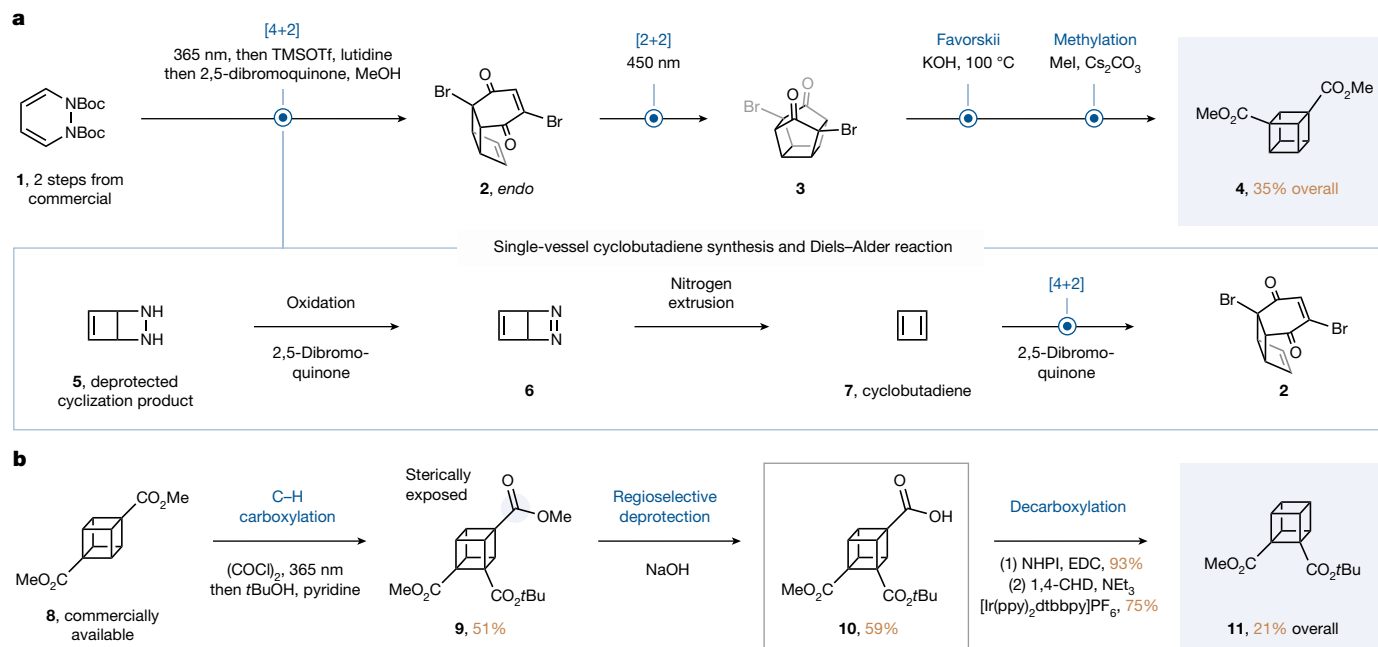 a
[4+2]
365 nm, then TMSOTf, lutidine
then 2,5-dibromoquinone, MeOH
NBoc
NBoc
1, 2 steps from
commercial
O
Br
Br
O
2, endo
[2+2]
450 nm
O
O
Br
Br
3
Favorskii
KOH, 100 °C
Methylation
MeI, Cs2CO3
CO2Me
MeO2C
4, 35% overall
Single-vessel cyclobutadiene synthesis and Diels–Alder reaction
NH
NH
5, deprotected
cyclization product
Oxidation
2,5-Dibromo-
quinone
N
N
6
Nitrogen
extrusion
7, cyclobutadiene
[4+2]
2,5-Dibromo-
quinone
O
Br
Br
O
2
b
CO2Me
MeO2C
8, commercially
available
C–H
carboxylation
(COCl)2, 365 nm
then tBuOH, pyridine
Sterically
exposed
O
OMe
MeO2C
CO2tBu
9, 51%
Regioselective
deprotection
NaOH
O
OH
MeO2C
CO2tBu
10, 59%
Decarboxylation
(1) NHPI, EDC, 93%
(2) 1,4-CHD, NEt3
[Ir(ppy)2dtbbpy]PF6, 75%
MeO2C
CO2tBu
11, 21% overall